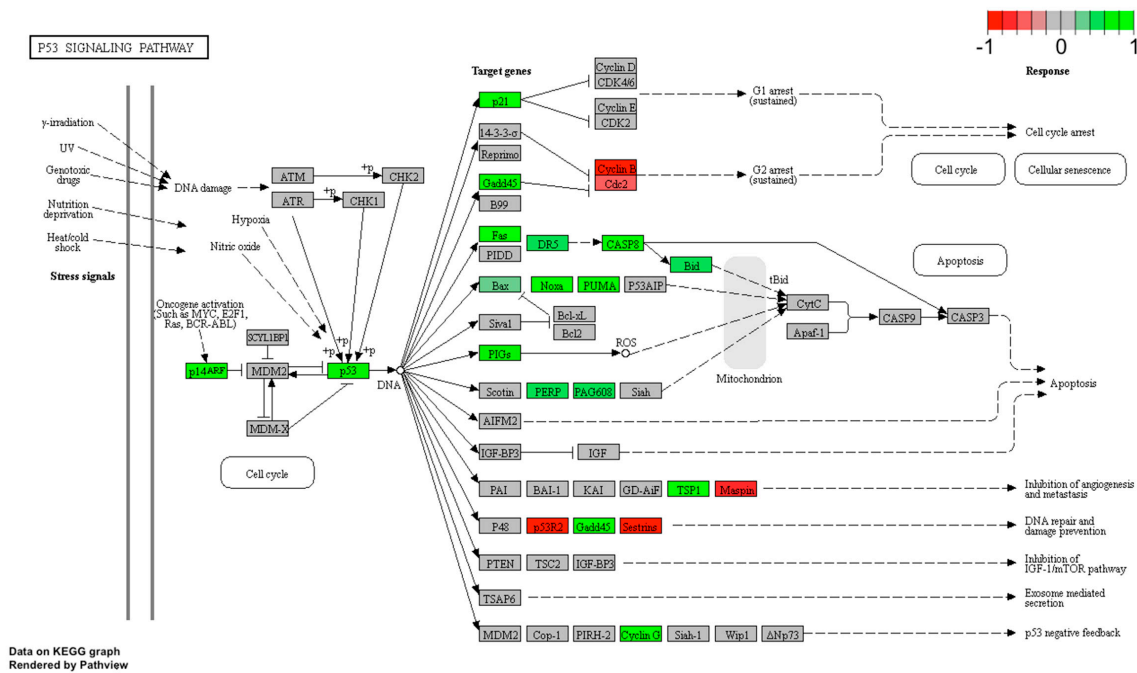 -1 0 1
P53 SIGNALING PATHWAY
Target genes
Response
γ-irradiation
UV
Genotoxic
drugs
Nutrition
deprivation
Heat/cold
shock
Stress signals
DNA damage
ATM
+p
CHK2
ATR
+p
CHK1
Hypoxia
Nitric oxide
Oncogene activation
(Such as MYC, E2F1,
Ras, BCR-ABL)
SCYL1BP1
+p
+p
+p
p14ARF
MDM2
p53
DNA
MDM-X
Cell cycle
p21
Cyclin D
CDK4/6
Cyclin E
CDK2
G1 arrest
(sustained)
14-3-3-σ
Reprimo
Gadd45
B99
Cyclin B
Cdc2
G2 arrest
(sustained)
Cell cycle arrest
Cell cycle
Cellular senescence
Fas
PIDD
DR5
CASP8
Bid
tBid
Apoptosis
Bax
Noxa
PUMA
P53AIP
Mitochondrion
CytC
Apaf-1
CASP9
CASP3
Siva1
Bcl-xL
Bcl2
PIGs
ROS
Scotin
PERP
PAG608
Siah
Apoptosis
AIFM2
IGF-BP3
IGF
PAI
BAI-1
KAI
GD-AiF
TSP1
Maspin
Inhibition of angiogenesis
and metastasis
P48
p53R2
Gadd45
Sestrins
DNA repair and
damage prevention
PTEN
TSC2
IGF-BP3
Inhibition of
IGF-1/mTOR pathway
TSAP6
Exosome mediated
secretion
MDM2
Cop-1
PIRH-2
Cyclin G
Siah-1
Wip1
ΔNp73
p53 negative feedback
Data on KEGG graph
Rendered by Pathview